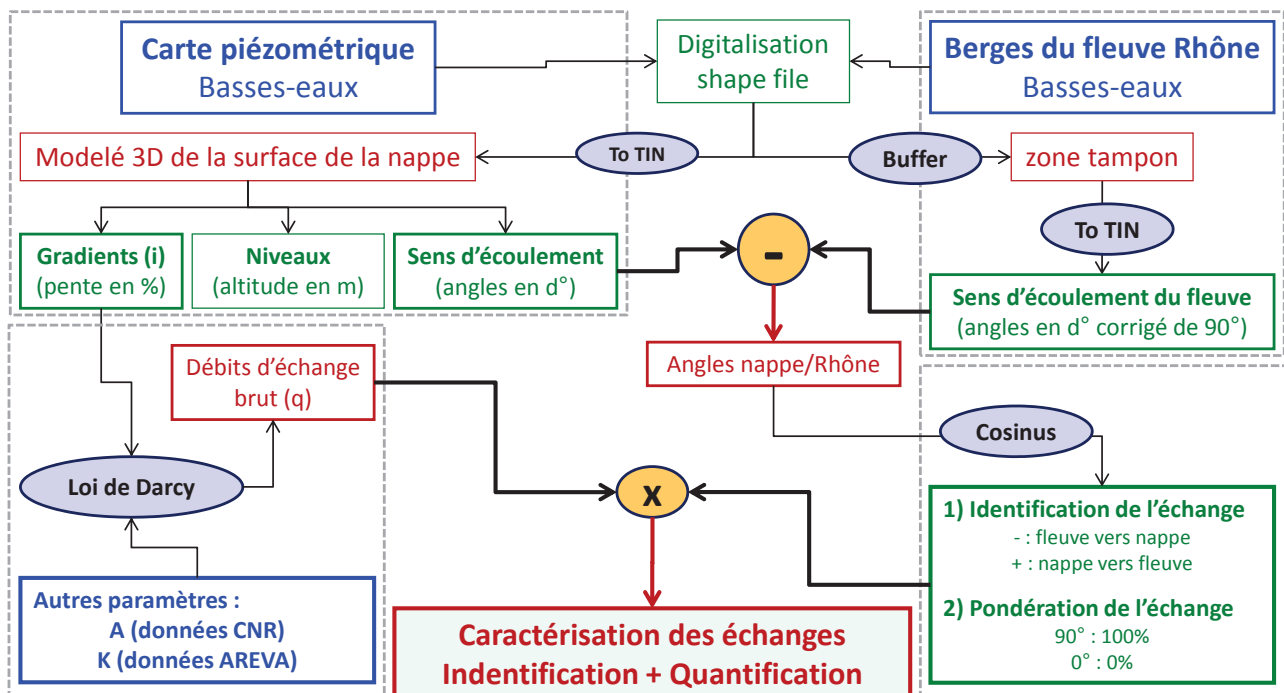 Carte piézométrique
Basses-eaux
Digitalisation
shape file
Berges du fleuve Rhône
Basses-eaux
Modelé 3D de la surface de la nappe
To TIN
Buffer
zone tampon
To TIN
Gradients (i)
(pente en %)
Niveaux
(altitude en m)
Sens d'écoulement
(angles en d°)
-
Sens d'écoulement du fleuve
(angles en d° corrigé de 90°)
Débits d'échange
brut (q)
Angles nappe/Rhône
Cosinus
Loi de Darcy
X
1) Identification de l'échange
- : fleuve vers nappe
+ : nappe vers fleuve
2) Pondération de l'échange
90° : 100%
0° : 0%
Autres paramètres :
A (données CNR)
K (données AREVA)
Caractérisation des échanges
Indentification + Quantification